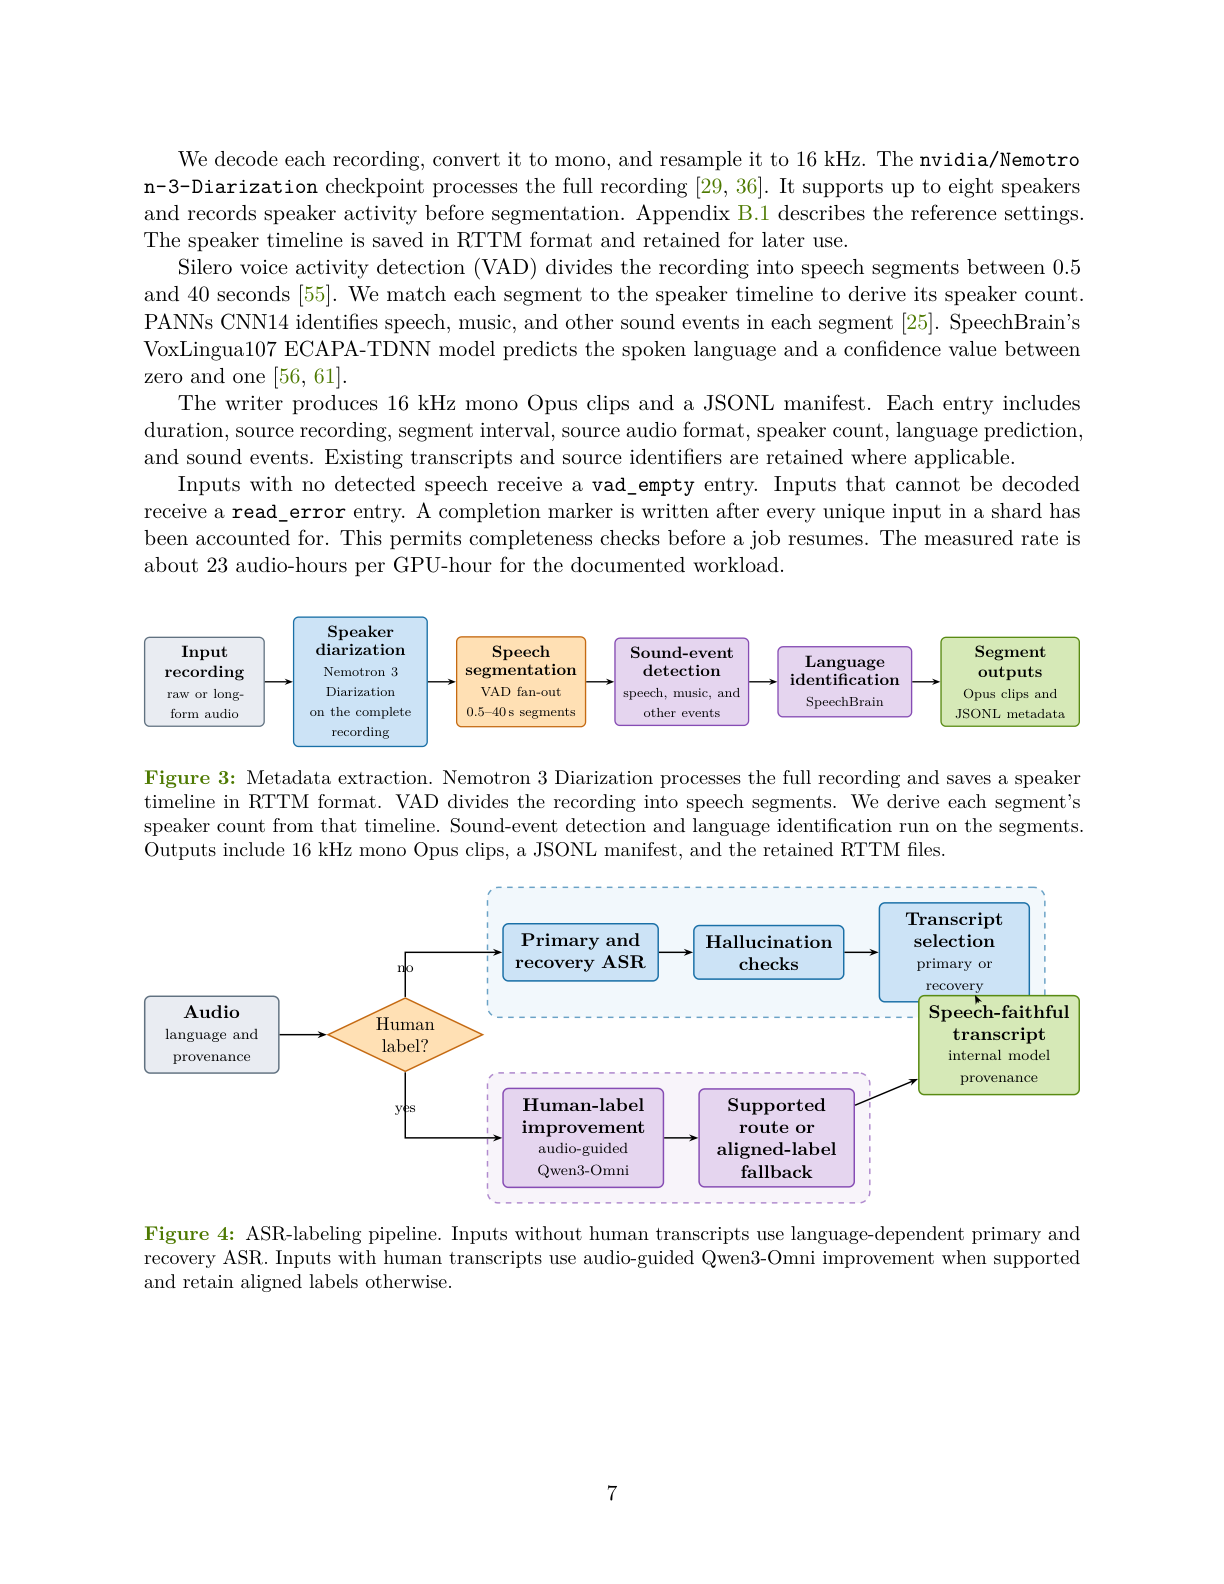 We decode each recording, convert it to mono, and resample it to 16 kHz. The nvidia/Nemotro
n-3-Diarization checkpoint processes the full recording [29, 36]. It supports up to eight speakers
and records speaker activity before segmentation. Appendix B.1 describes the reference settings.
The speaker timeline is saved in RTTM format and retained for later use.
Silero voice activity detection (VAD) divides the recording into speech segments between 0.5
and 40 seconds [55]. We match each segment to the speaker timeline to derive its speaker count.
PANNs CNN14 identifies speech, music, and other sound events in each segment [25]. SpeechBrain's
VoxLingua107 ECAPA-TDNN model predicts the spoken language and a confidence value between
zero and one [56, 61].
The writer produces 16 kHz mono Opus clips and a JSONL manifest. Each entry includes
duration, source recording, segment interval, source audio format, speaker count, language prediction,
and sound events. Existing transcripts and source identifiers are retained where applicable.
Inputs with no detected speech receive a vad_empty entry. Inputs that cannot be decoded
receive a read_error entry. A completion marker is written after every unique input in a shard has
been accounted for. This permits completeness checks before a job resumes. The measured rate is
about 23 audio-hours per GPU-hour for the documented workload.
Input
recording
raw or long-
form audio
Speaker
diarization
Nemotron 3
Diarization
on the complete
recording
Speech
segmentation
VAD fan-out
0.5–40 s segments
Sound-event
detection
speech, music, and
other events
Language
identification
SpeechBrain
Segment
outputs
Opus clips and
JSONL metadata
Figure 3: Metadata extraction. Nemotron 3 Diarization processes the full recording and saves a speaker
timeline in RTTM format. VAD divides the recording into speech segments. We derive each segment's
speaker count from that timeline. Sound-event detection and language identification run on the segments.
Outputs include 16 kHz mono Opus clips, a JSONL manifest, and the retained RTTM files.
Audio
language and
provenance
Human
label?
no
Primary and
recovery ASR
Hallucination
checks
Transcript
selection
primary or
recovery
yes
Human-label
improvement
audio-guided
Qwen3-Omni
Supported
route or
aligned-label
fallback
Speech-faithful
transcript
internal model
provenance
Figure 4: ASR-labeling pipeline. Inputs without human transcripts use language-dependent primary and
recovery ASR. Inputs with human transcripts use audio-guided Qwen3-Omni improvement when supported
and retain aligned labels otherwise.
7